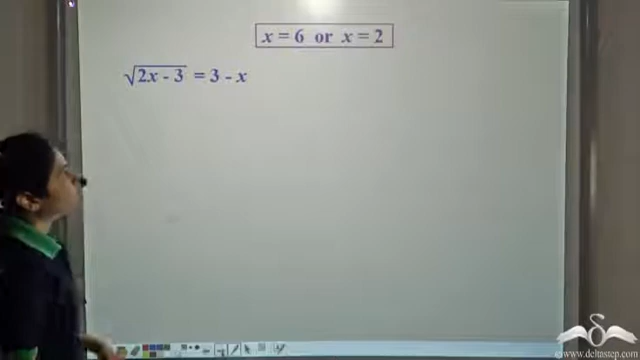 x = 6 or x = 2
√2x - 3 = 3 - x
©www.deltastep.com